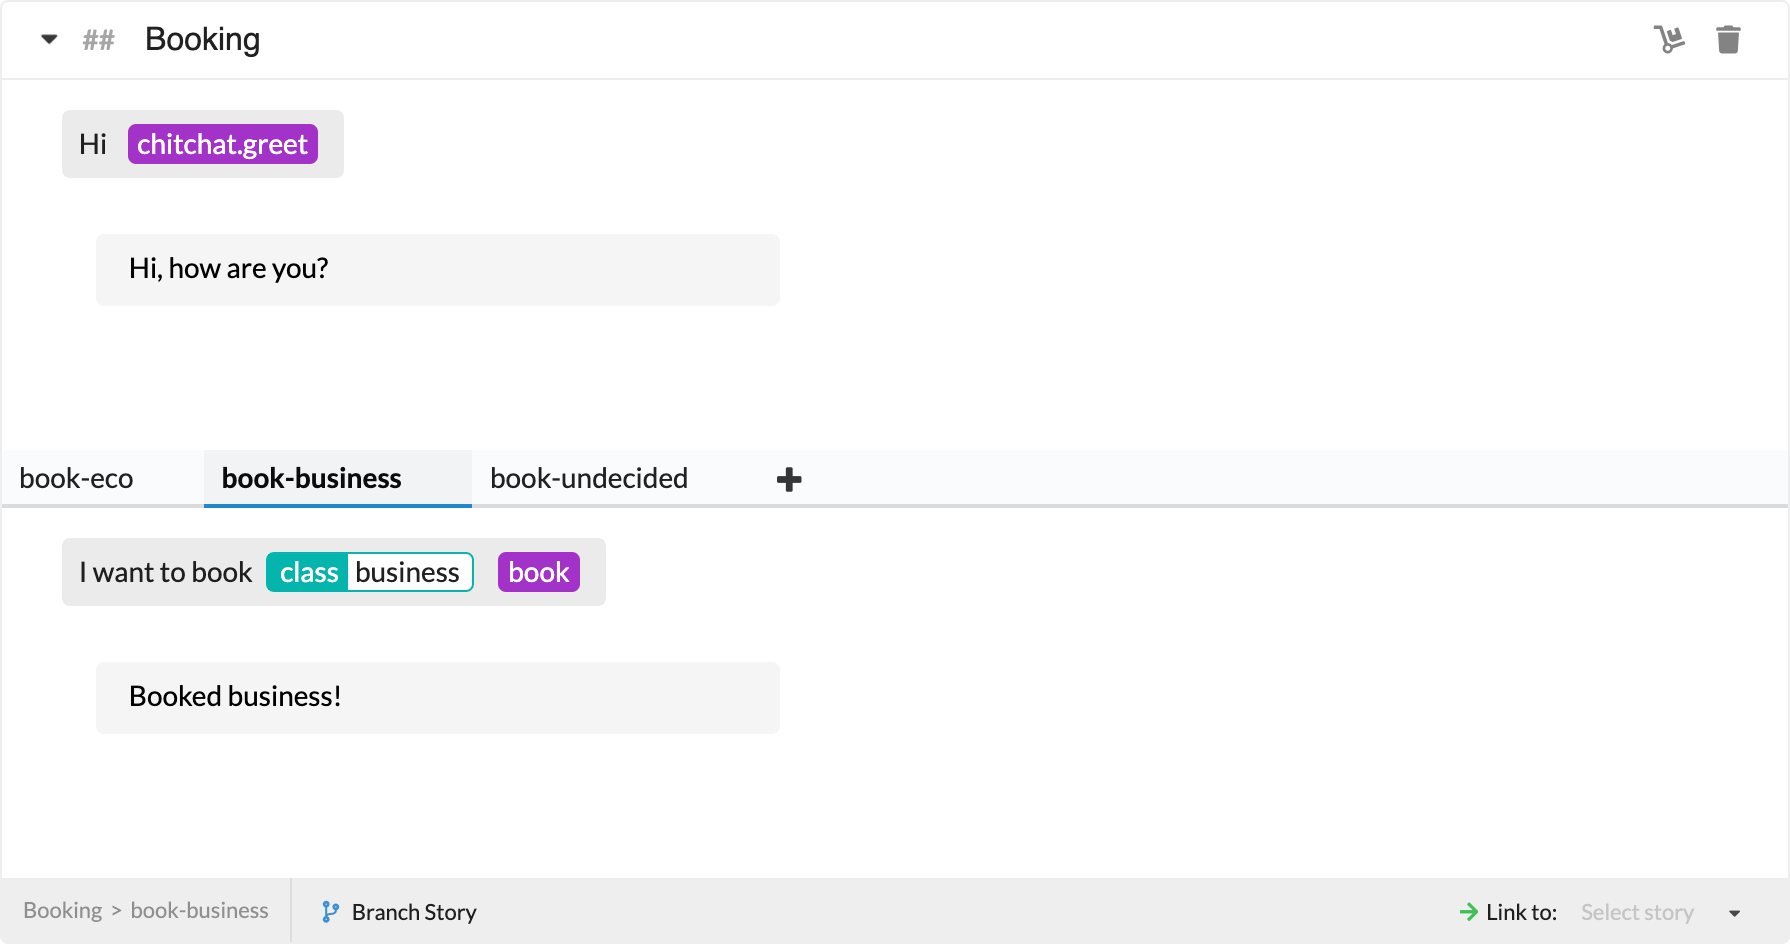 ## Booking
Hi chitchat.greet
Hi, how are you?
book-eco book-business book-undecided
I want to book class business book
Booked business!
Booking > book-business Branch Story Link to: Select story